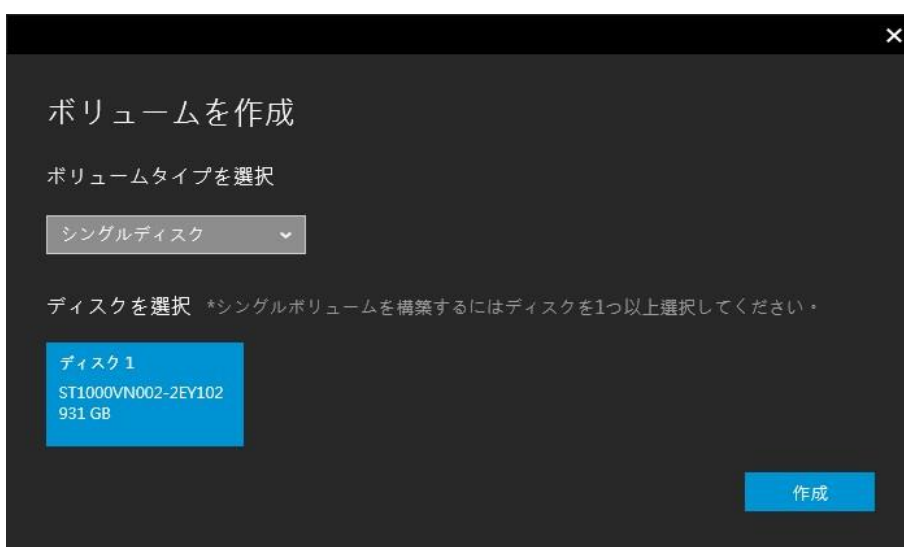 ボリュームを作成
ボリュームタイプを選択
シングルディスク
ディスクを選択 *シングルボリュームを構築するにはディスクを1つ以上選択してください。
ディスク 1
ST1000VN002-2EY102
931 GB
作成